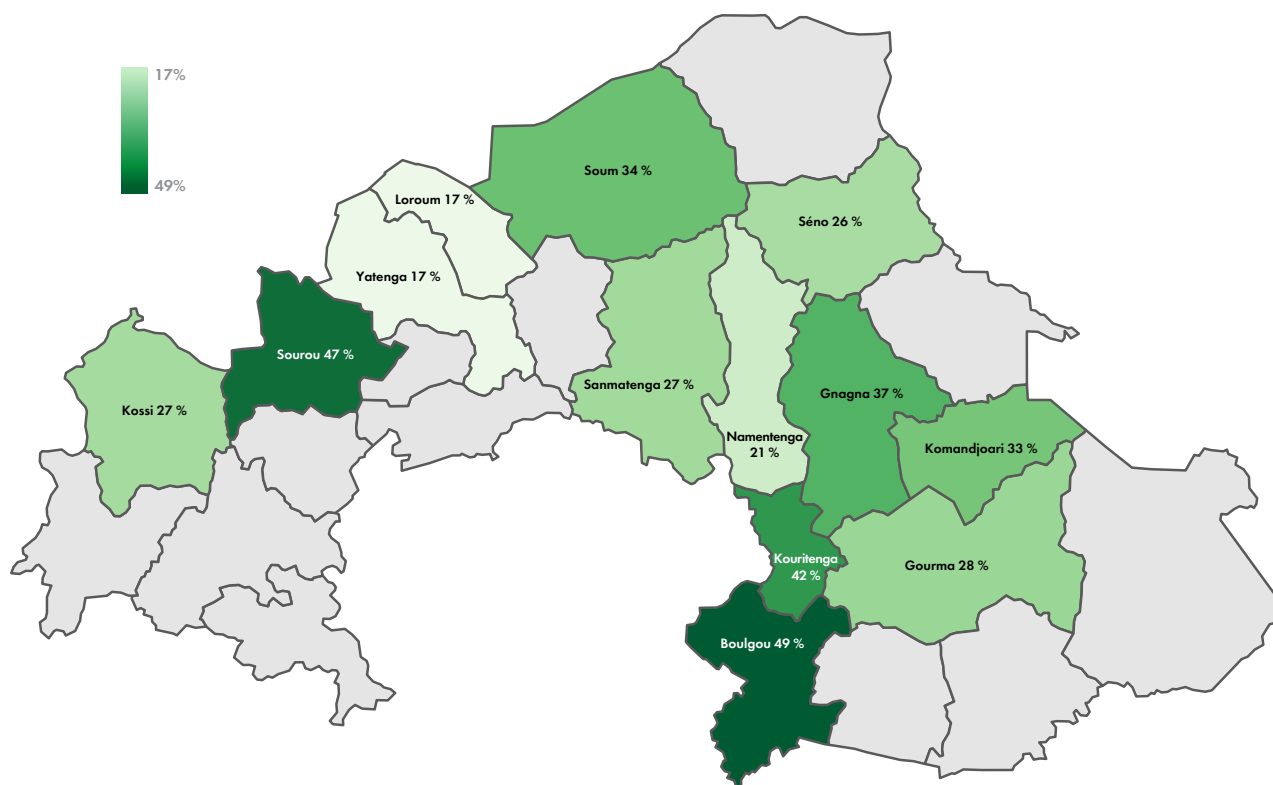 17%
49%
Soum 34 %
Loroum 17 %
Séno 26 %
Yatenga 17 %
Sourou 47 %
Sanmatenga 27 %
Gnagna 37 %
Kossi 27 %
Namentenga
21 %
Komandjoari 33 %
Kouritenga
42 %
Gourma 28 %
Boulgou 49 %